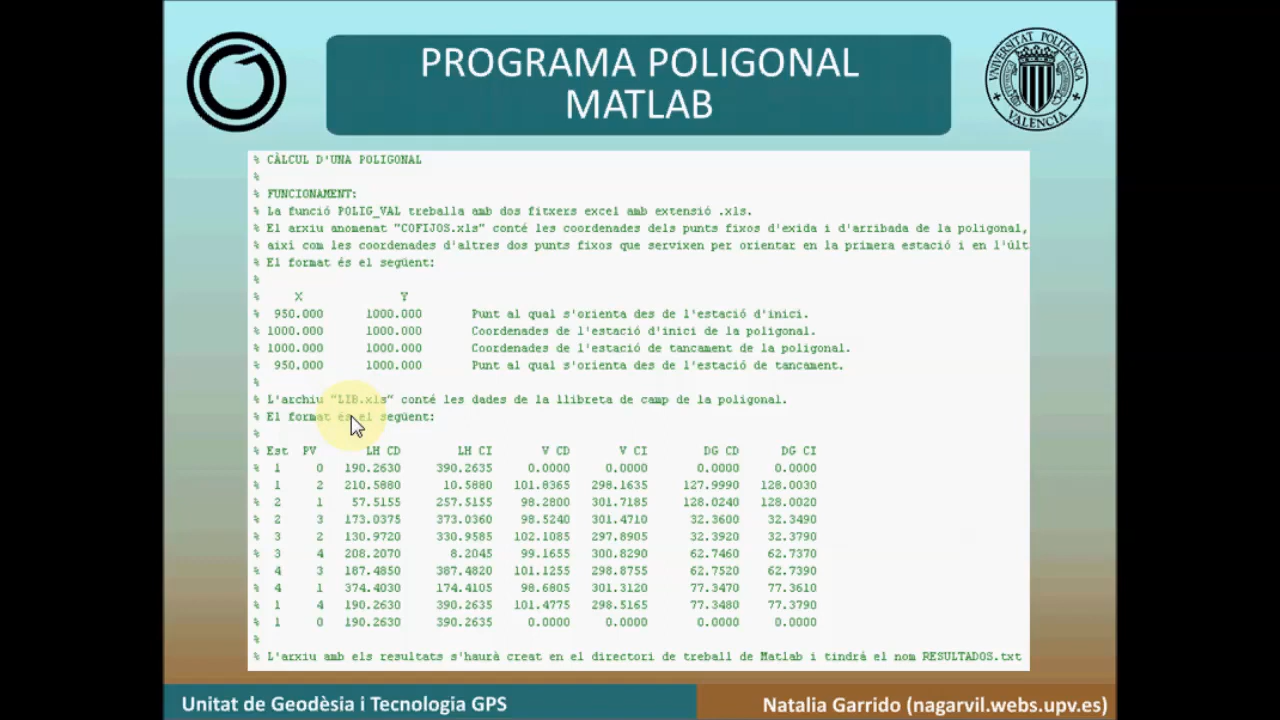 PROGRAMA POLIGONAL
MATLAB
UNIVERSITAT POLITÈCNICA
VALÈNCIA
% CÀLCUL D'UNA POLIGONAL
%
% FUNCIONAMENT:
% La funció POLIG_VAL treballa amb dos fitxers excel amb extensió .xls.
% El arxiu anomenat "COFIJOS.xls" conté les coordenades dels punts fixos d'exida i d'arribada de la poligonal,
% així com les coordenades d'altres dos punts fixos que servixen per orientar en la primera estació i en l'últ
% El format és el següent:
%
% X Y
% 950.000 1000.000 Punt al qual s'orienta des de l'estació d'inici.
% 1000.000 1000.000 Coordenades de l'estació d'inici de la poligonal.
% 1000.000 1000.000 Coordenades de l'estació de tancament de la poligonal.
% 950.000 1000.000 Punt al qual s'orienta des de l'estació de tancament.
%
% L'archiu "LIB.xls" conté les dades de la llibreta de camp de la poligonal.
% El format és el següent:
%
% Est PV LH CD LH CI V CD V CI DG CD DG CI
% 1 0 190.2630 390.2635 0.0000 0.0000 0.0000 0.0000
% 1 2 210.5880 10.5880 101.8365 298.1635 127.9990 128.0030
% 2 1 57.5155 257.5155 98.2800 301.7185 128.0240 128.0020
% 2 3 173.0375 373.0360 98.5240 301.4710 32.3600 32.3490
% 3 2 130.9720 330.9585 102.1085 297.8905 32.3920 32.3790
% 3 4 208.2070 8.2045 99.1655 300.8290 62.7460 62.7370
% 4 3 187.4850 387.4820 101.1255 298.8755 62.7520 62.7390
% 4 1 374.4030 174.4105 98.6805 301.3120 77.3470 77.3610
% 1 4 190.2630 390.2635 101.4775 298.5165 77.3480 77.3790
% 1 0 190.2630 390.2635 0.0000 0.0000 0.0000 0.0000
%
% L'arxiu amb els resultats s'haurà creat en el directori de treball de Matlab i tindrá el nom RESULTADOS.txt
Unitat de Geodèsia i Tecnologia GPS
Natalia Garrido (nagarvil.webs.upv.es)